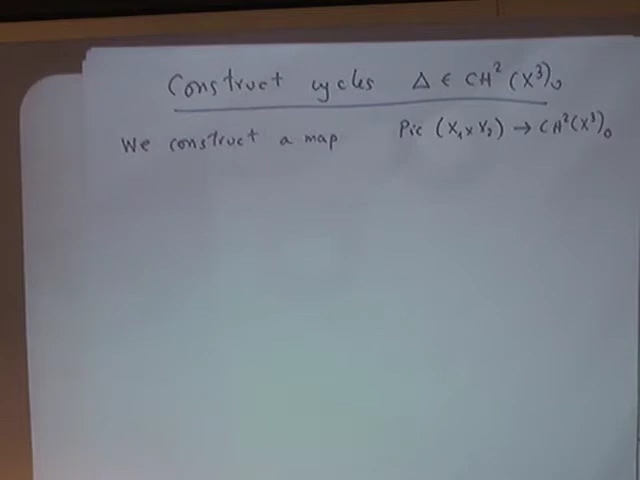 Construct cycles Δ ∈ CH²(X³)₀
We construct a map Pic (X₁×X₂) → CH²(X³)₀